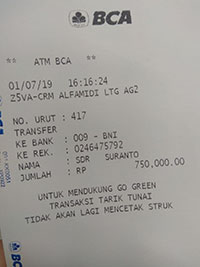 BCA
** ATM BCA **
01/07/19 16:16:24
Z5VA-CRM ALFAMIDI LTG AG2
NO. URUT : 417
TRANSFER
KE BANK : 009 - BNI
KE REK. : 0246475792
NAMA : SDR SURANTO
JUMLAH : RP 750,000.00
UNTUK MENDUKUNG GO GREEN
TRANSAKSI TARIK TUNAI
TIDAK AKAN LAGI MENCETAK STRUK